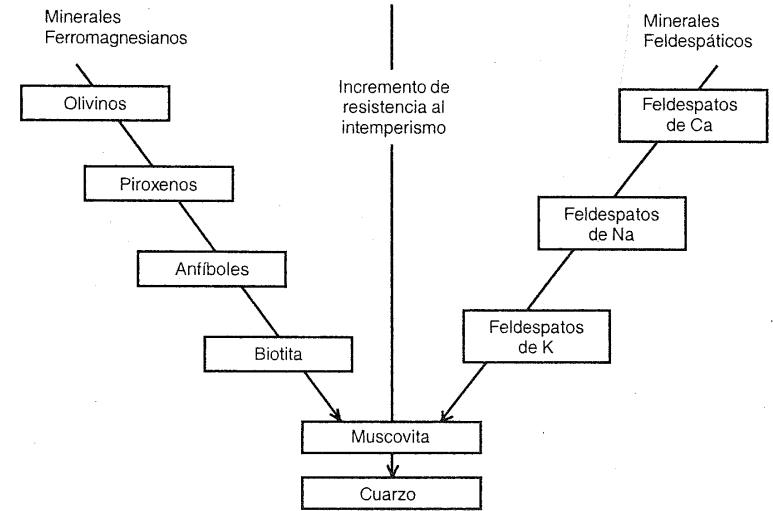 Minerales
Ferromagnesianos
Olivinos
Piroxenos
Anfíboles
Biotita
Incremento de
resistencia al
intemperismo
Minerales
Feldespáticos
Feldespatos
de Ca
Feldespatos
de Na
Feldespatos
de K
Muscovita
Cuarzo